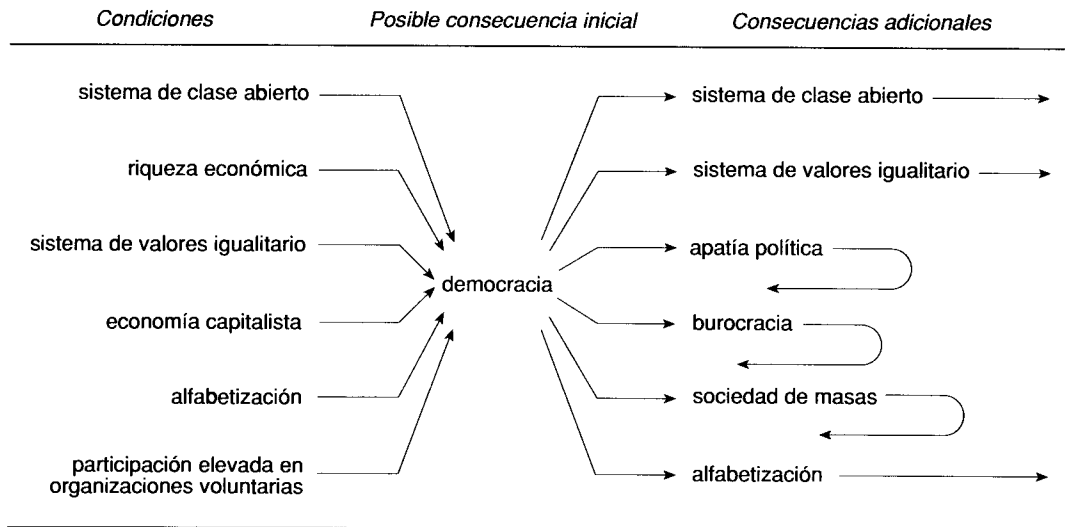 Condiciones
Posible consecuencia inicial
Consecuencias adicionales
sistema de clase abierto
riqueza económica
sistema de valores igualitario
economía capitalista
alfabetización
participación elevada en
organizaciones voluntarias
democracia
sistema de clase abierto
sistema de valores igualitario
apatía política
burocracia
sociedad de masas
alfabetización